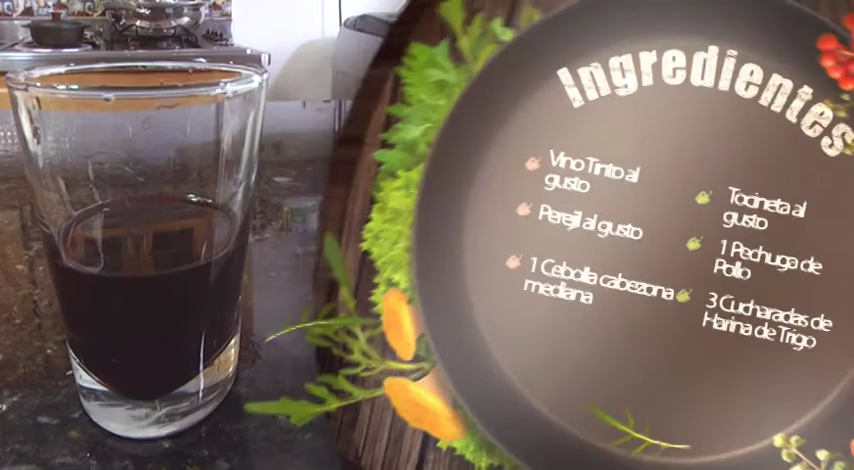 Ingredientes
Vino Tinto al
gusto
Perejil al gusto
1 Cebolla cabezona
mediana
Tocineta al
gusto
1 Pechuga de
Pollo
3 Cucharadas de
Harina de Trigo